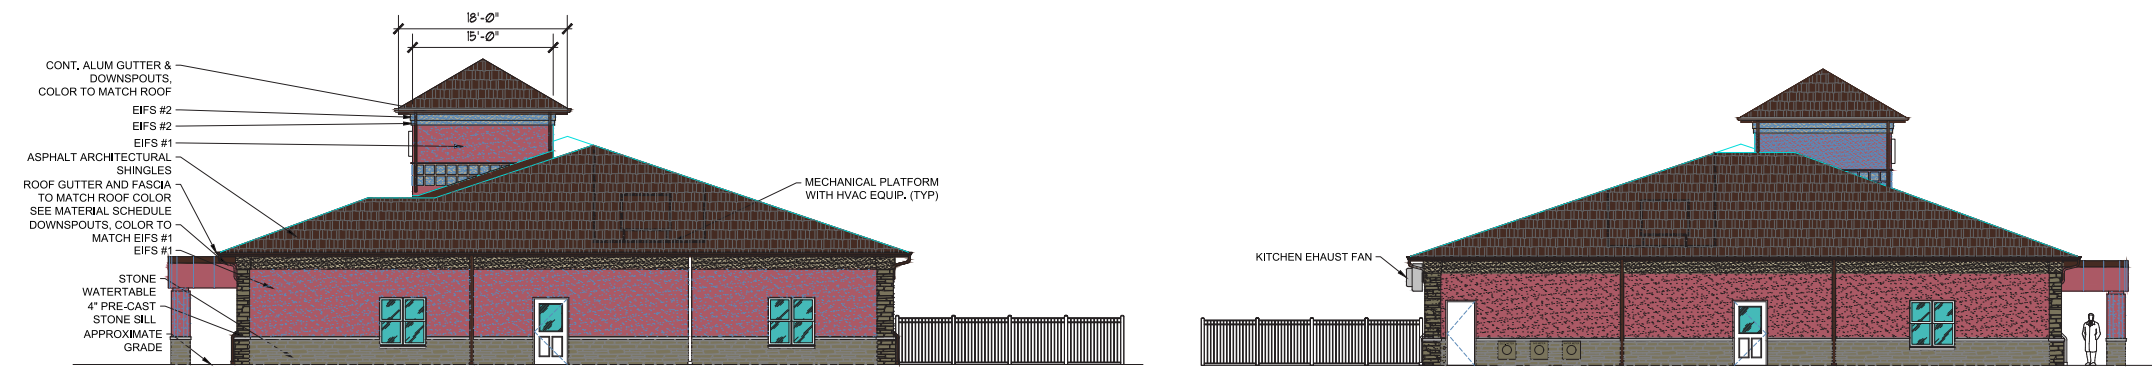 18'-0"
15'-0"
CONT. ALUM GUTTER &
DOWNSPOUTS,
COLOR TO MATCH ROOF
EIFS #2
EIFS #2
EIFS #1
ASPHALT ARCHITECTURAL
SHINGLES
ROOF GUTTER AND FASCIA
TO MATCH ROOF COLOR
SEE MATERIAL SCHEDULE
DOWNSPOUTS, COLOR TO
MATCH EIFS #1
EIFS #1
STONE
WATERTABLE
4" PRE-CAST
STONE SILL
APPROXIMATE
GRADE
MECHANICAL PLATFORM
WITH HVAC EQUIP. (TYP)
KITCHEN EHAUST FAN